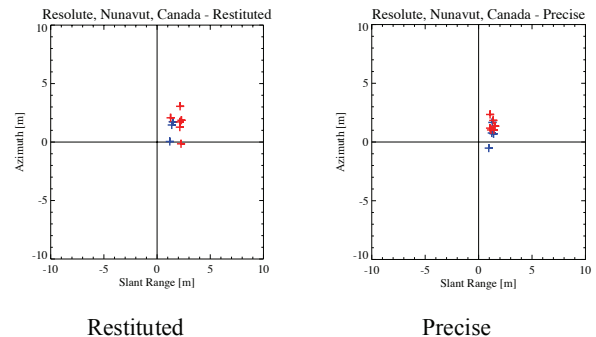 Resolute, Nunavut, Canada - Restituted
10
5
0
-5
-10
Azimuth [m]
-10 -5 0 5 10
Slant Range [m]
Restituted
Resolute, Nunavut, Canada - Precise
10
5
0
-5
-10
Azimuth [m]
-10 -5 0 5 10
Slant Range [m]
Precise